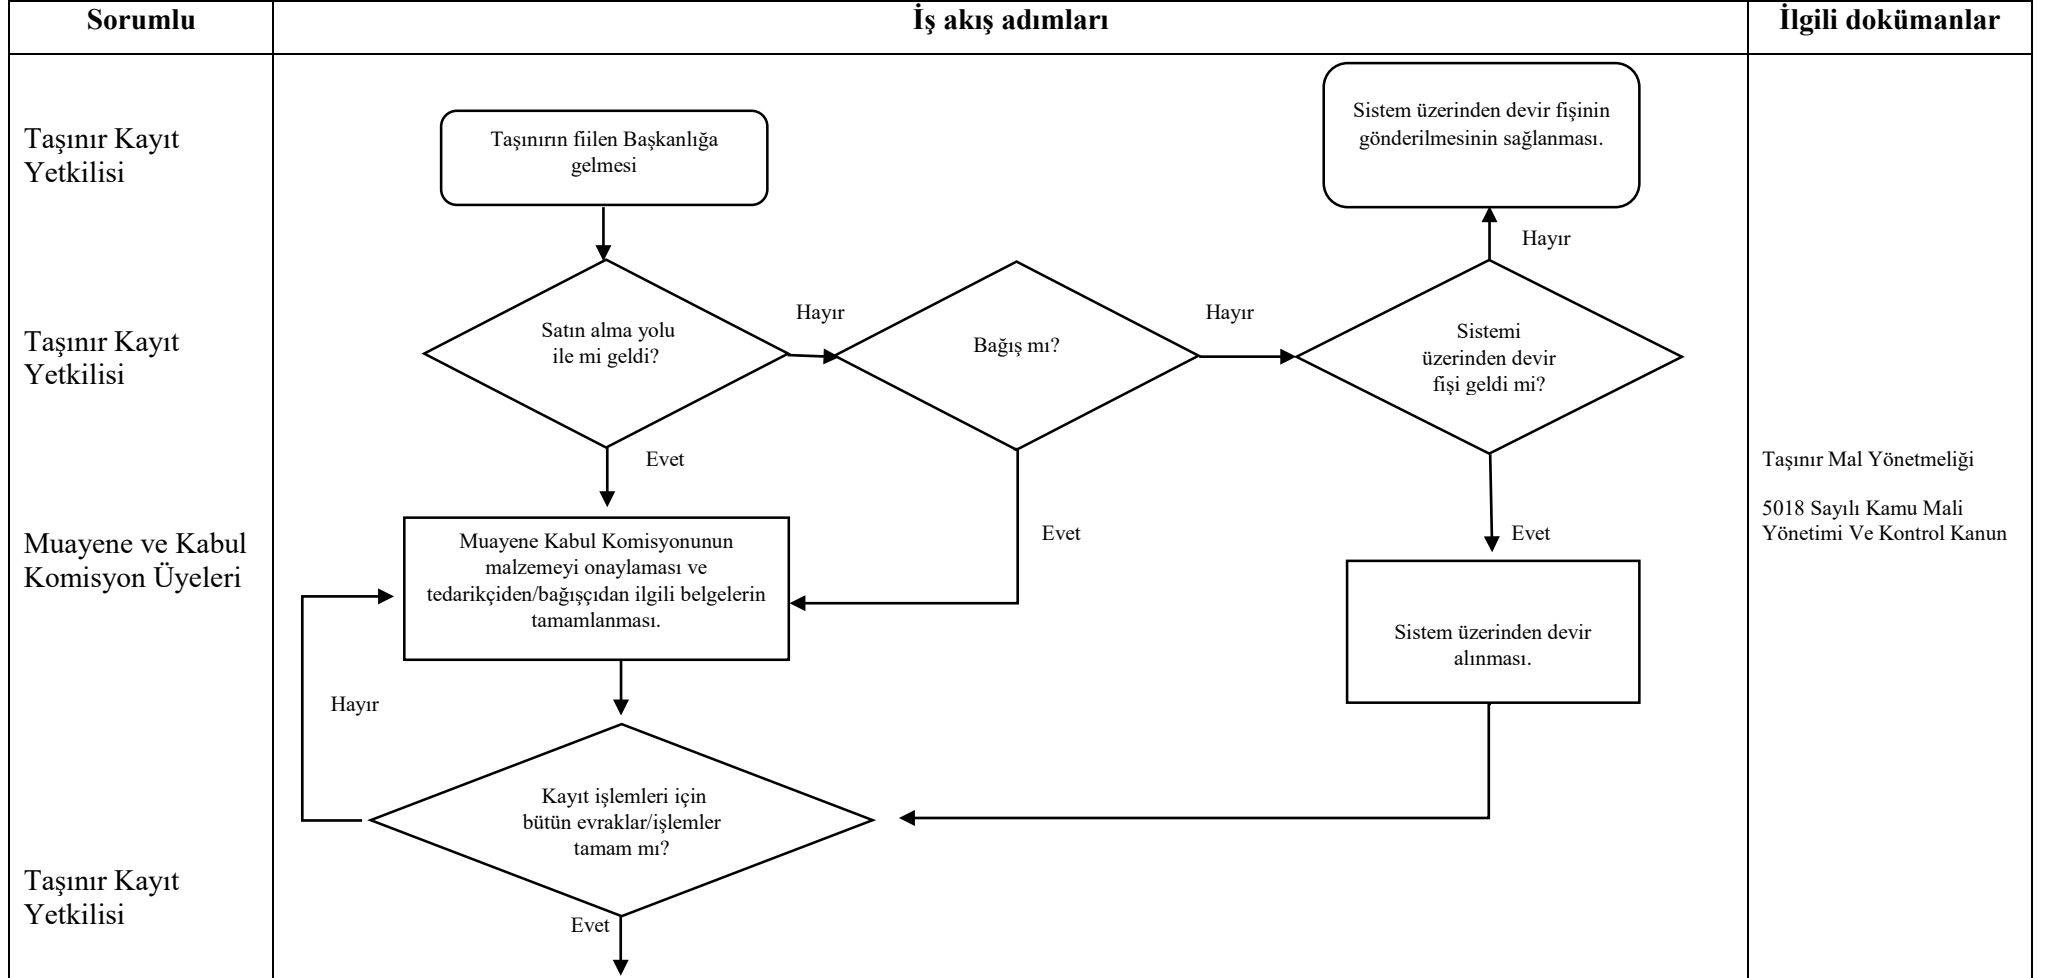 Sorumlu
İş akış adımları
İlgili dokümanlar
Taşınır Kayıt
Yetkilisi
Taşınırın fiilen Başkanlığa
gelmesi
Sistem üzerinden devir fişinin
gönderilmesinin sağlanması.
Hayır
Taşınır Kayıt
Yetkilisi
Satın alma yolu
ile mi geldi?
Hayır
Bağış mı?
Hayır
Sistemi
üzerinden devir
fişi geldi mi?
Evet
Evet
Evet
Taşınır Mal Yönetmeliği
5018 Sayılı Kamu Mali
Yönetimi Ve Kontrol Kanun
Muayene ve Kabul
Komisyon Üyeleri
Muayene Kabul Komisyonunun
malzemeyi onaylaması ve
tedarikçiden/bağışçıdan ilgili belgelerin
tamamlanması.
Sistem üzerinden devir
alınması.
Hayır
Kayıt işlemleri için
bütün evraklar/işlemler
tamam mı?
Taşınır Kayıt
Yetkilisi
Evet